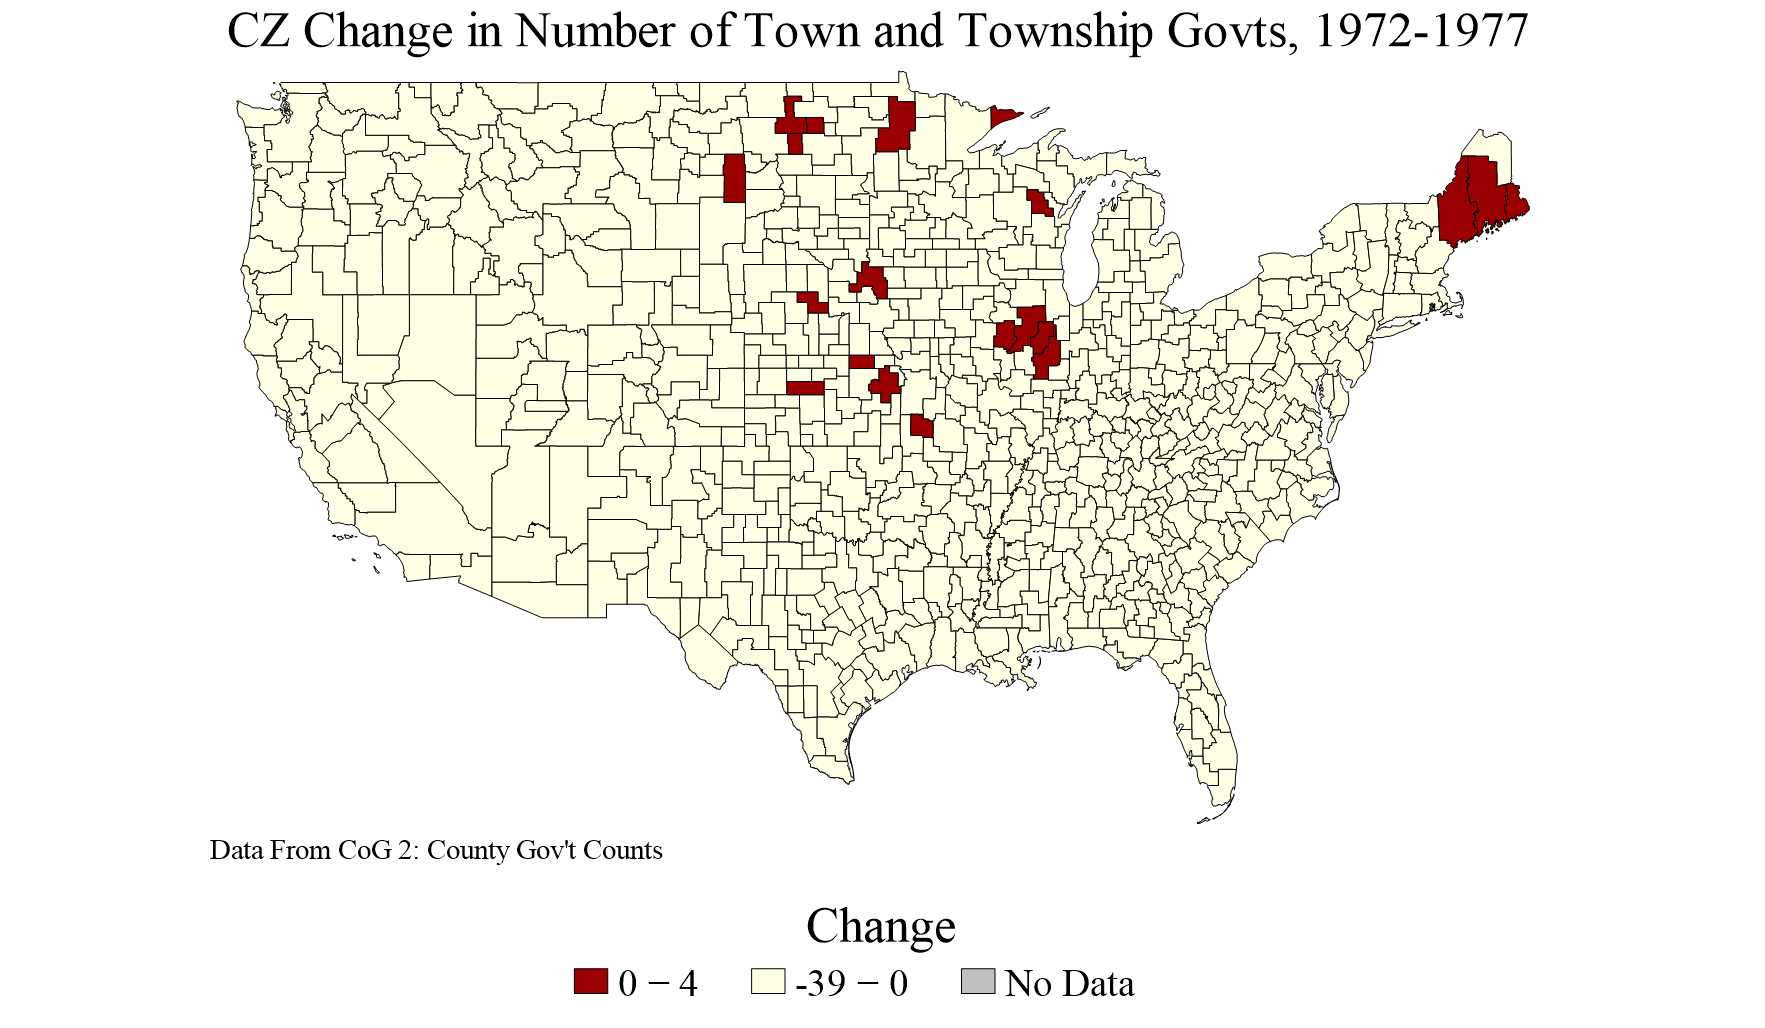 CZ Change in Number of Town and Township Govts, 1972-1977
Data From CoG 2: County Gov't Counts
Change
0 − 4
-39 − 0
No Data